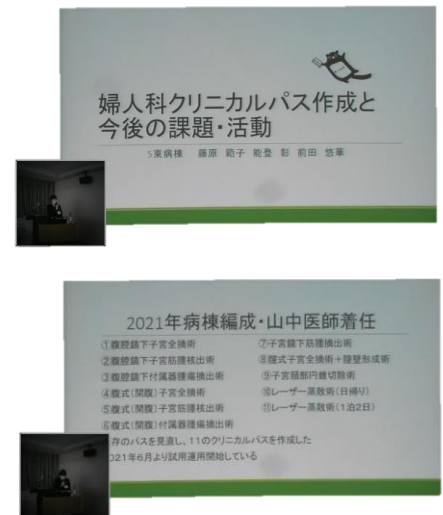 婦人科クリニカルパス作成と
今後の課題・活動
5東病棟 藤原 範子 能登 彰 前田 悠華
2021年病棟編成・山中医師着任
①腹腔鏡下子宮全摘術
②腹腔鏡下子宮筋腫核出術
③腹腔鏡下付属器腫瘍摘出術
④腹式(開腹)子宮全摘術
⑤腹式(開腹)子宮筋腫核出術
⑥腹式(開腹)付属器腫瘍摘出術
⑦子宮鏡下筋腫摘出術
⑧膣式子宮全摘術＋膣壁形成術
⑨子宮頸部円錐切除術
⑩レーザー蒸散術(日帰り)
⑪レーザー蒸散術(1泊2日)
存のパスを見直し、11のクリニカルパスを作成した
021年6月より試用運用開始している